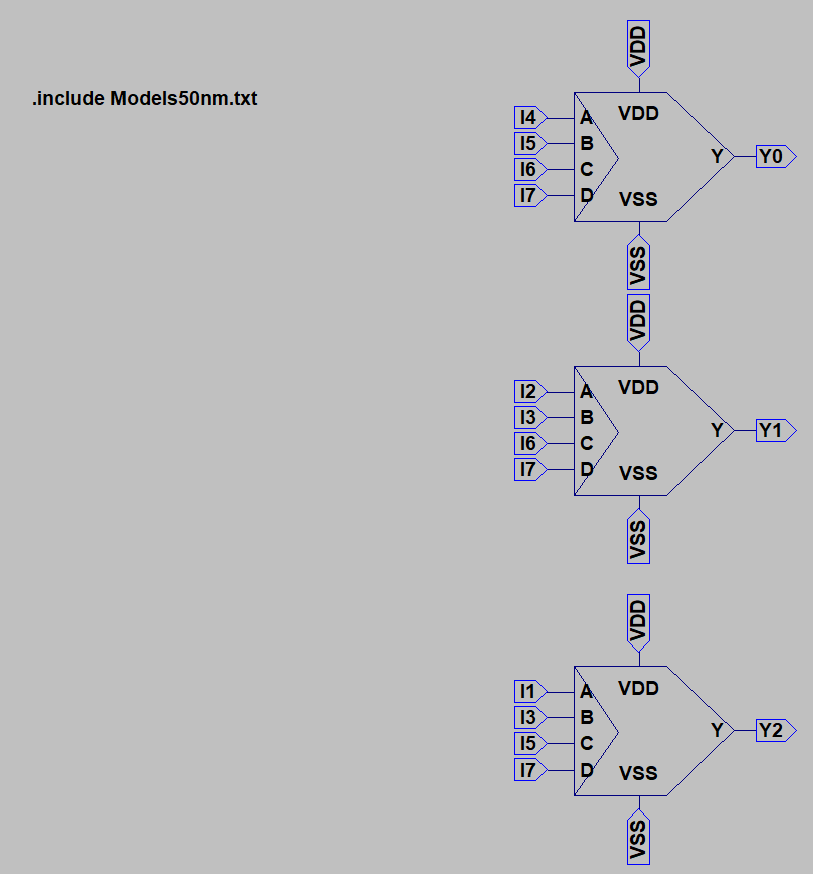 .include Models50nm.txt
VDD
I4 A VDD
I5 B
Y Y0
I6 C
I7 D VSS
VSS
VDD
I2 A VDD
I3 B
Y Y1
I6 C
I7 D VSS
VSS
VDD
I1 A VDD
I3 B
Y Y2
I5 C
I7 D VSS
VSS